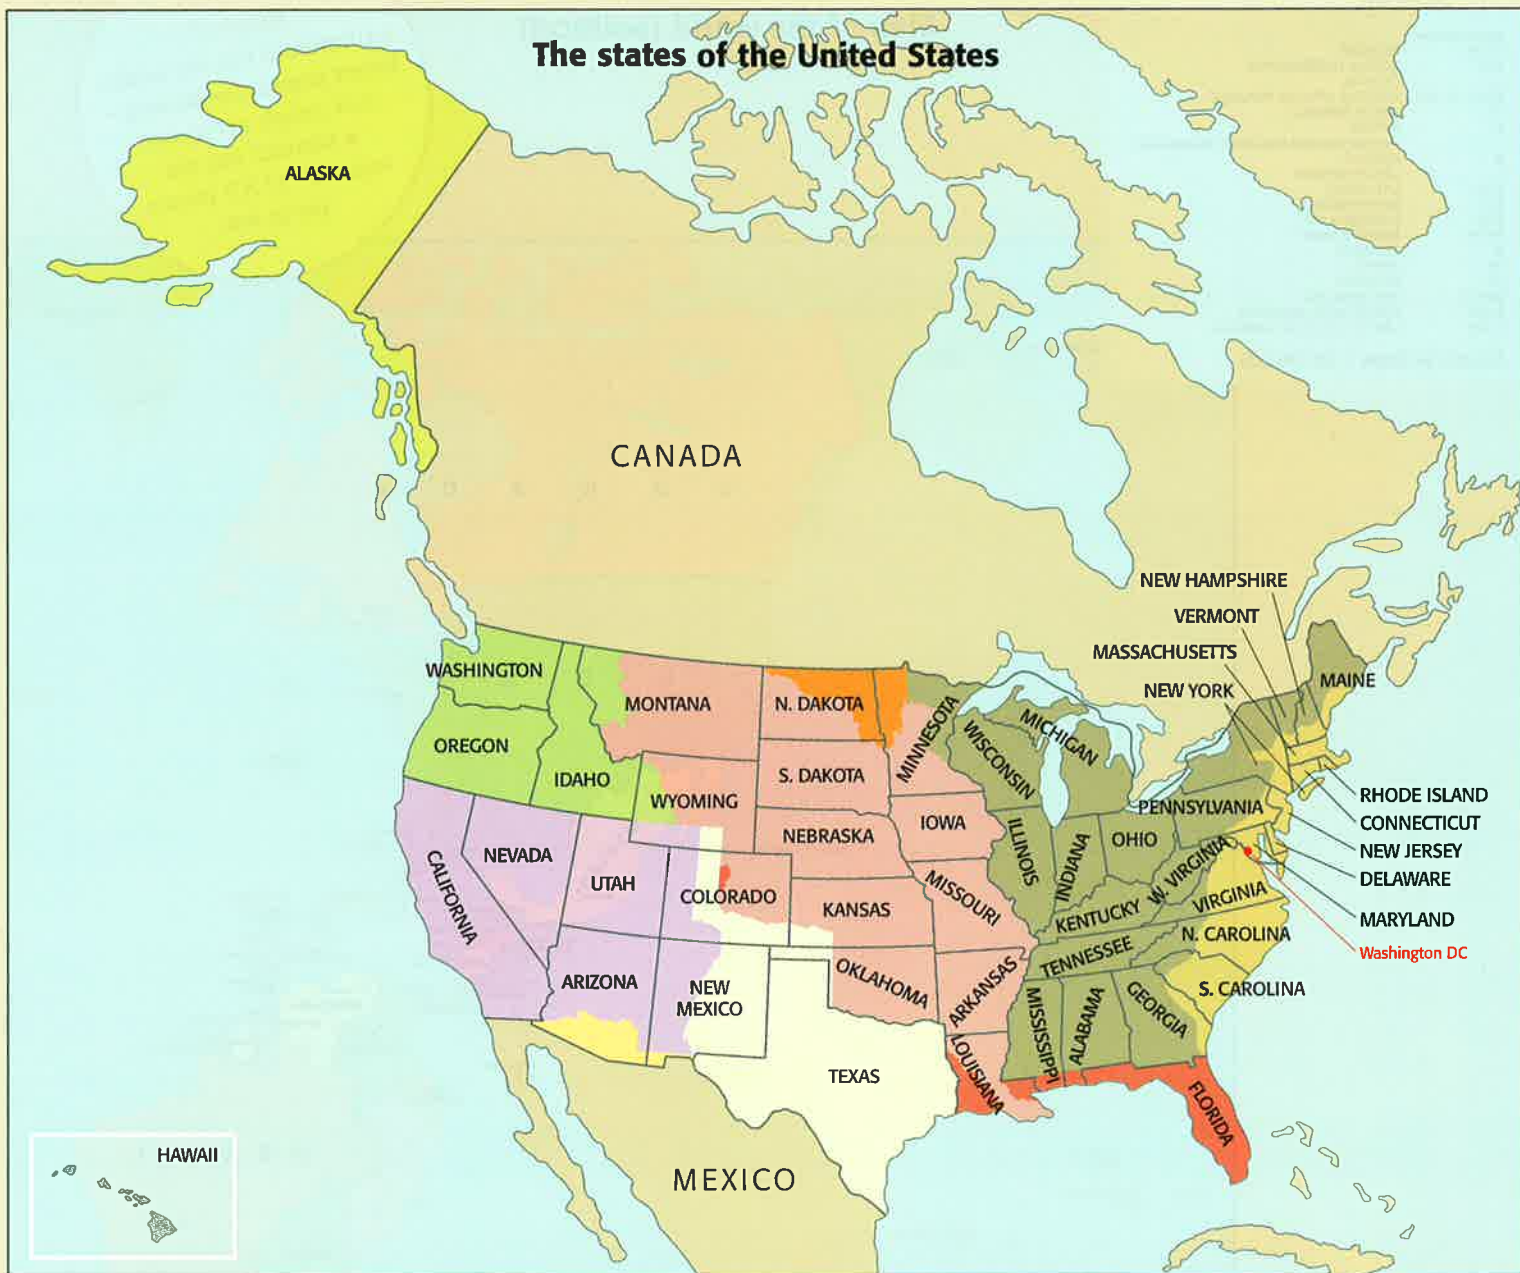 The states of the United States
ALASKA
CANADA
NEW HAMPSHIRE
VERMONT
MASSACHUSETTS
NEW YORK
MAINE
WASHINGTON
MONTANA
N. DAKOTA
MINNESOTA
WISCONSIN
MICHIGAN
OREGON
IDAHO
WYOMING
S. DAKOTA
IOWA
NEBRASKA
ILLINOIS
INDIANA
OHIO
PENNSYLVANIA
RHODE ISLAND
CONNECTICUT
NEW JERSEY
DELAWARE
MARYLAND
Washington DC
CALIFORNIA
NEVADA
UTAH
COLORADO
KANSAS
MISSOURI
KENTUCKY
W. VIRGINIA
VIRGINIA
N. CAROLINA
TENNESSEE
S. CAROLINA
ARIZONA
NEW
MEXICO
OKLAHOMA
ARKANSAS
MISSISSIPPI
ALABAMA
GEORGIA
LOUISIANA
TEXAS
FLORIDA
HAWAII
MEXICO